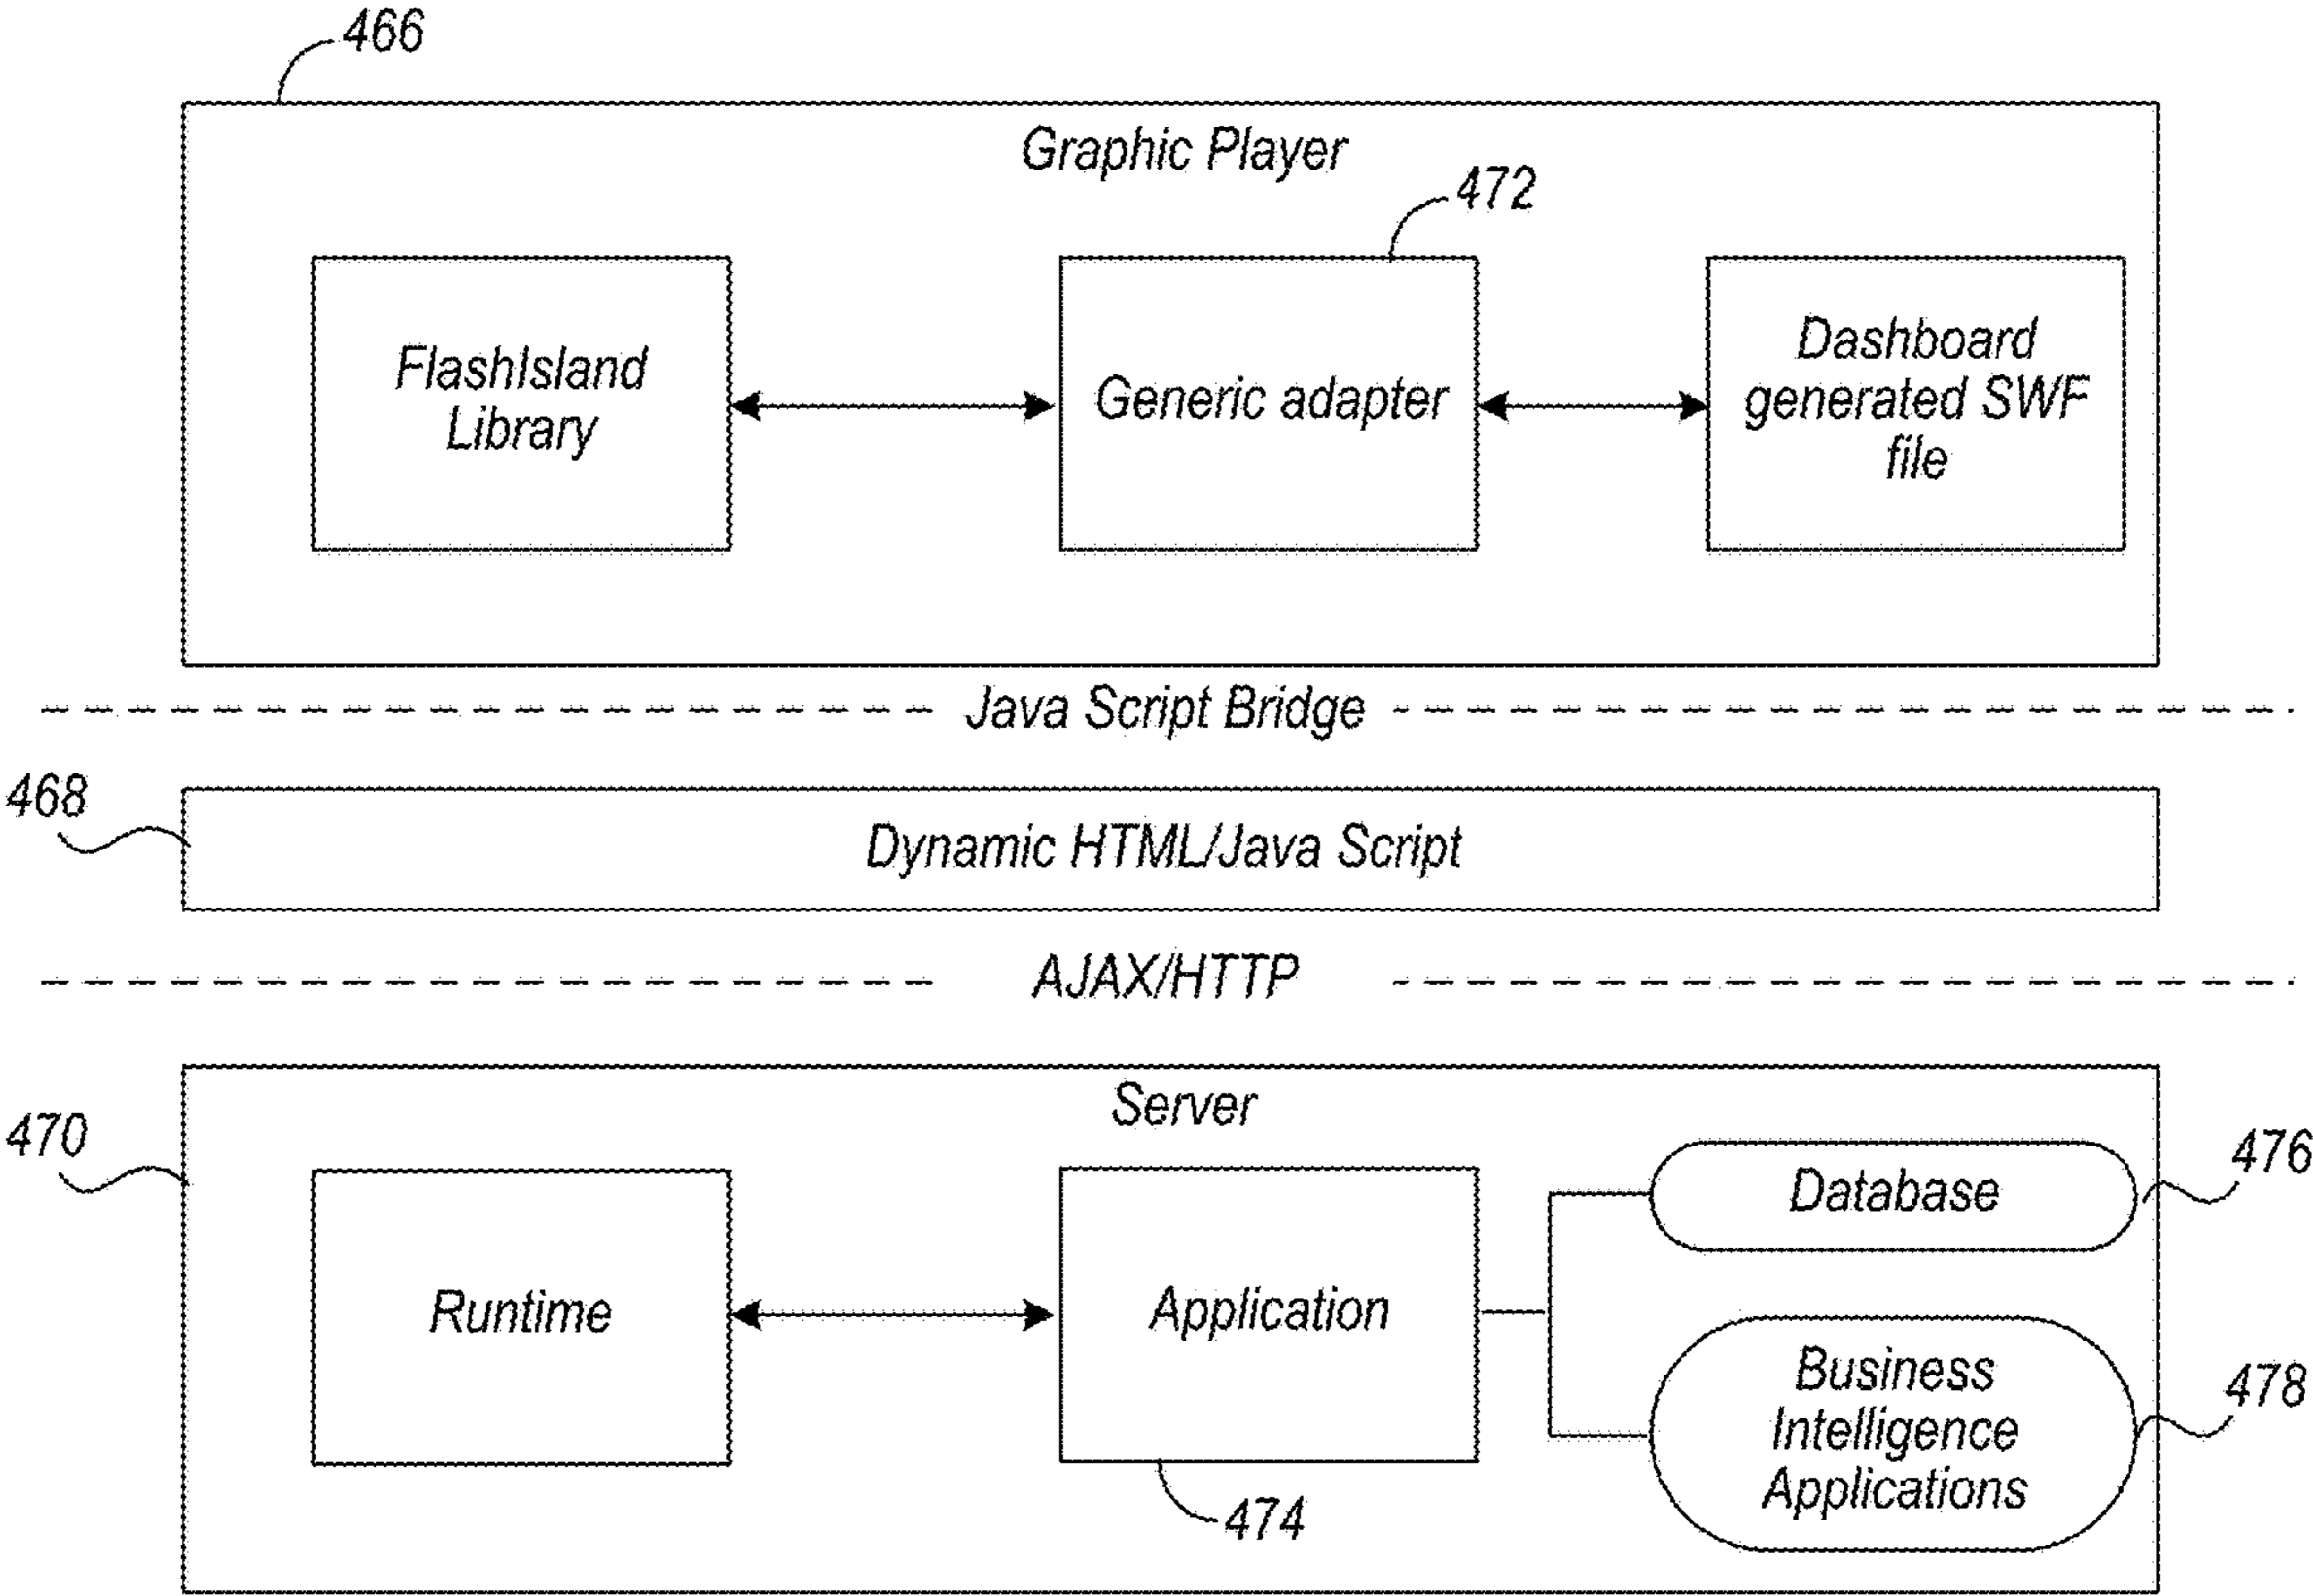 466
Graphic Player
472
FlashIsland
Library
Generic adapter
Dashboard
generated SWF
file
Java Script Bridge
468
Dynamic HTML/Java Script
AJAX/HTTP
Server
470
476
Database
Runtime
Application
Business
Intelligence
Applications
478
474